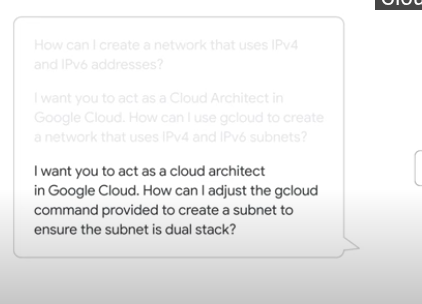 How can I create a network that uses IPv4
and IPv6 addresses?
I want you to act as a Cloud Architect in
Google Cloud. How can I use gcloud to create
a network that uses IPv4 and IPv6 subnets?
I want you to act as a cloud architect
in Google Cloud. How can I adjust the gcloud
command provided to create a subnet to
ensure the subnet is dual stack?